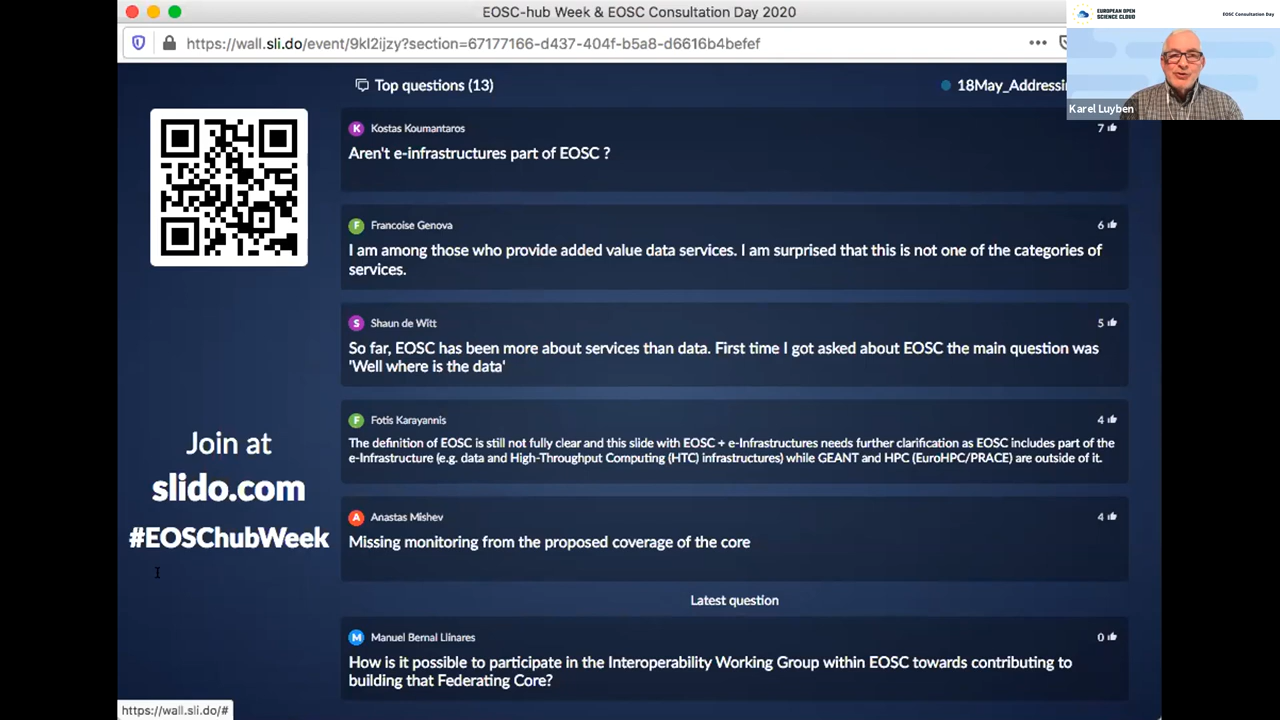 EOSC-hub Week & EOSC Consultation Day 2020
https://wall.sli.do/event/9kl2ijzy?section=67177166-d437-404f-b5a8-d6616b4befef
EUROPEAN OPEN
SCIENCE CLOUD
EOSC Consultation Day
Karel Luyben
Top questions (13)
18May_Addressin
K Kostas Koumantaros
7
Aren't e-infrastructures part of EOSC ?
F Francoise Genova
6
I am among those who provide added value data services. I am surprised that this is not one of the categories of
services.
S Shaun de Witt
5
So far, EOSC has been more about services than data. First time I got asked about EOSC the main question was
'Well where is the data'
F Fotis Karayannis
4
The definition of EOSC is still not fully clear and this slide with EOSC + e-Infrastructures needs further clarification as EOSC includes part of the
e-Infrastructure (e.g. data and High-Throughput Computing (HTC) infrastructures) while GEANT and HPC (EuroHPC/PRACE) are outside of it.
A Anastas Mishev
4
Missing monitoring from the proposed coverage of the core
Latest question
M Manuel Bernal Llinares
0
How is it possible to participate in the Interoperability Working Group within EOSC towards contributing to
building that Federating Core?
Join at
slido.com
#EOSChubWeek
https://wall.sli.do/#